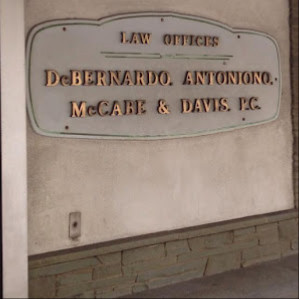 LAW OFFICES
DeBERNARDO, ANTONIONO,
McCABE & DAVIS, P.C.